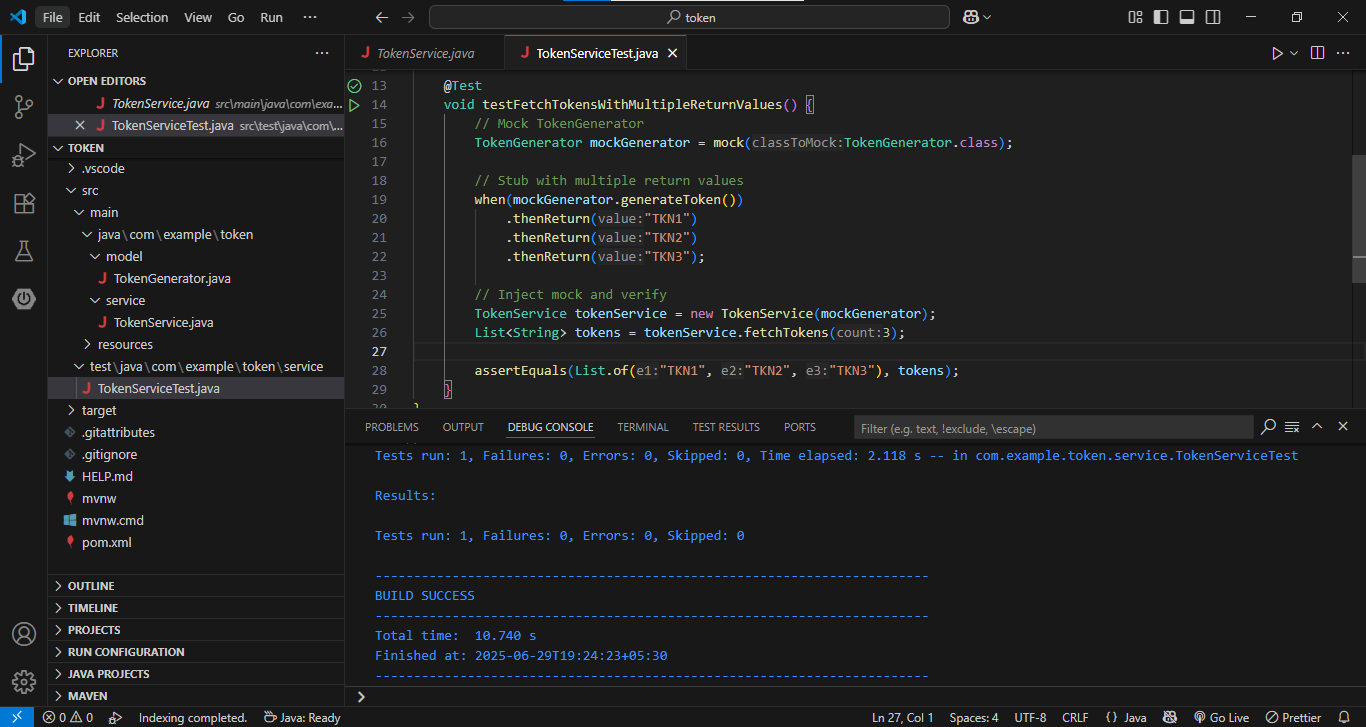 File Edit Selection View Go Run ··· token
EXPLORER ···
OPEN EDITORS
TokenService.java src\main\java\com\exa...
TokenServiceTest.java src\test\java\com\...
TOKEN
.vscode
src
main
java\com\example\token
model
TokenGenerator.java
service
TokenService.java
resources
test\java\com\example\token\service
TokenServiceTest.java
target
.gitattributes
.gitignore
HELP.md
mvnw
mvnw.cmd
pom.xml
OUTLINE
TIMELINE
PROJECTS
RUN CONFIGURATION
JAVA PROJECTS
MAVEN
TokenService.java TokenServiceTest.java
13 @Test
14 void testFetchTokensWithMultipleReturnValues() {
15 // Mock TokenGenerator
16 TokenGenerator mockGenerator = mock(classToMock:TokenGenerator.class);
17
18 // Stub with multiple return values
19 when(mockGenerator.generateToken())
20 .thenReturn(value:"TKN1")
21 .thenReturn(value:"TKN2")
22 .thenReturn(value:"TKN3");
23
24 // Inject mock and verify
25 TokenService tokenService = new TokenService(mockGenerator);
26 List<String> tokens = tokenService.fetchTokens(count:3);
27
28 assertEquals(List.of(e1:"TKN1", e2:"TKN2", e3:"TKN3"), tokens);
29 }
PROBLEMS OUTPUT DEBUG CONSOLE TERMINAL TEST RESULTS PORTS Filter (e.g. text, !exclude, \escape)
Tests run: 1, Failures: 0, Errors: 0, Skipped: 0, Time elapsed: 2.118 s -- in com.example.token.service.TokenServiceTest
Results:
Tests run: 1, Failures: 0, Errors: 0, Skipped: 0
------------------------------------------------------------------------
BUILD SUCCESS
------------------------------------------------------------------------
Total time:  10.740 s
Finished at: 2025-06-29T19:24:23+05:30
------------------------------------------------------------------------
0 0 Indexing completed. Java: Ready Ln 27, Col 1 Spaces: 4 UTF-8 CRLF {} Java Go Live Prettier